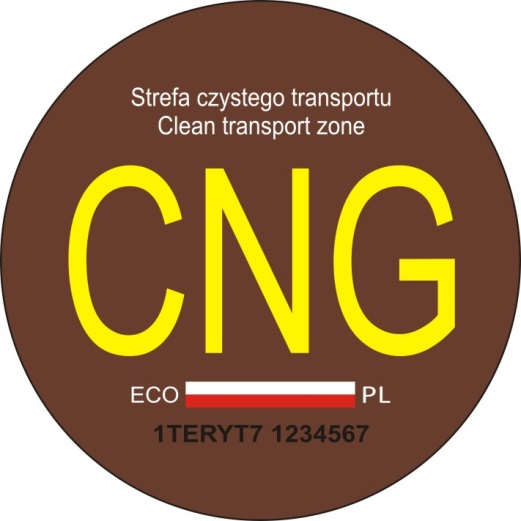 Strefa czystego transportu
Clean transport zone
CNG
ECO PL
1TERYT7 1234567